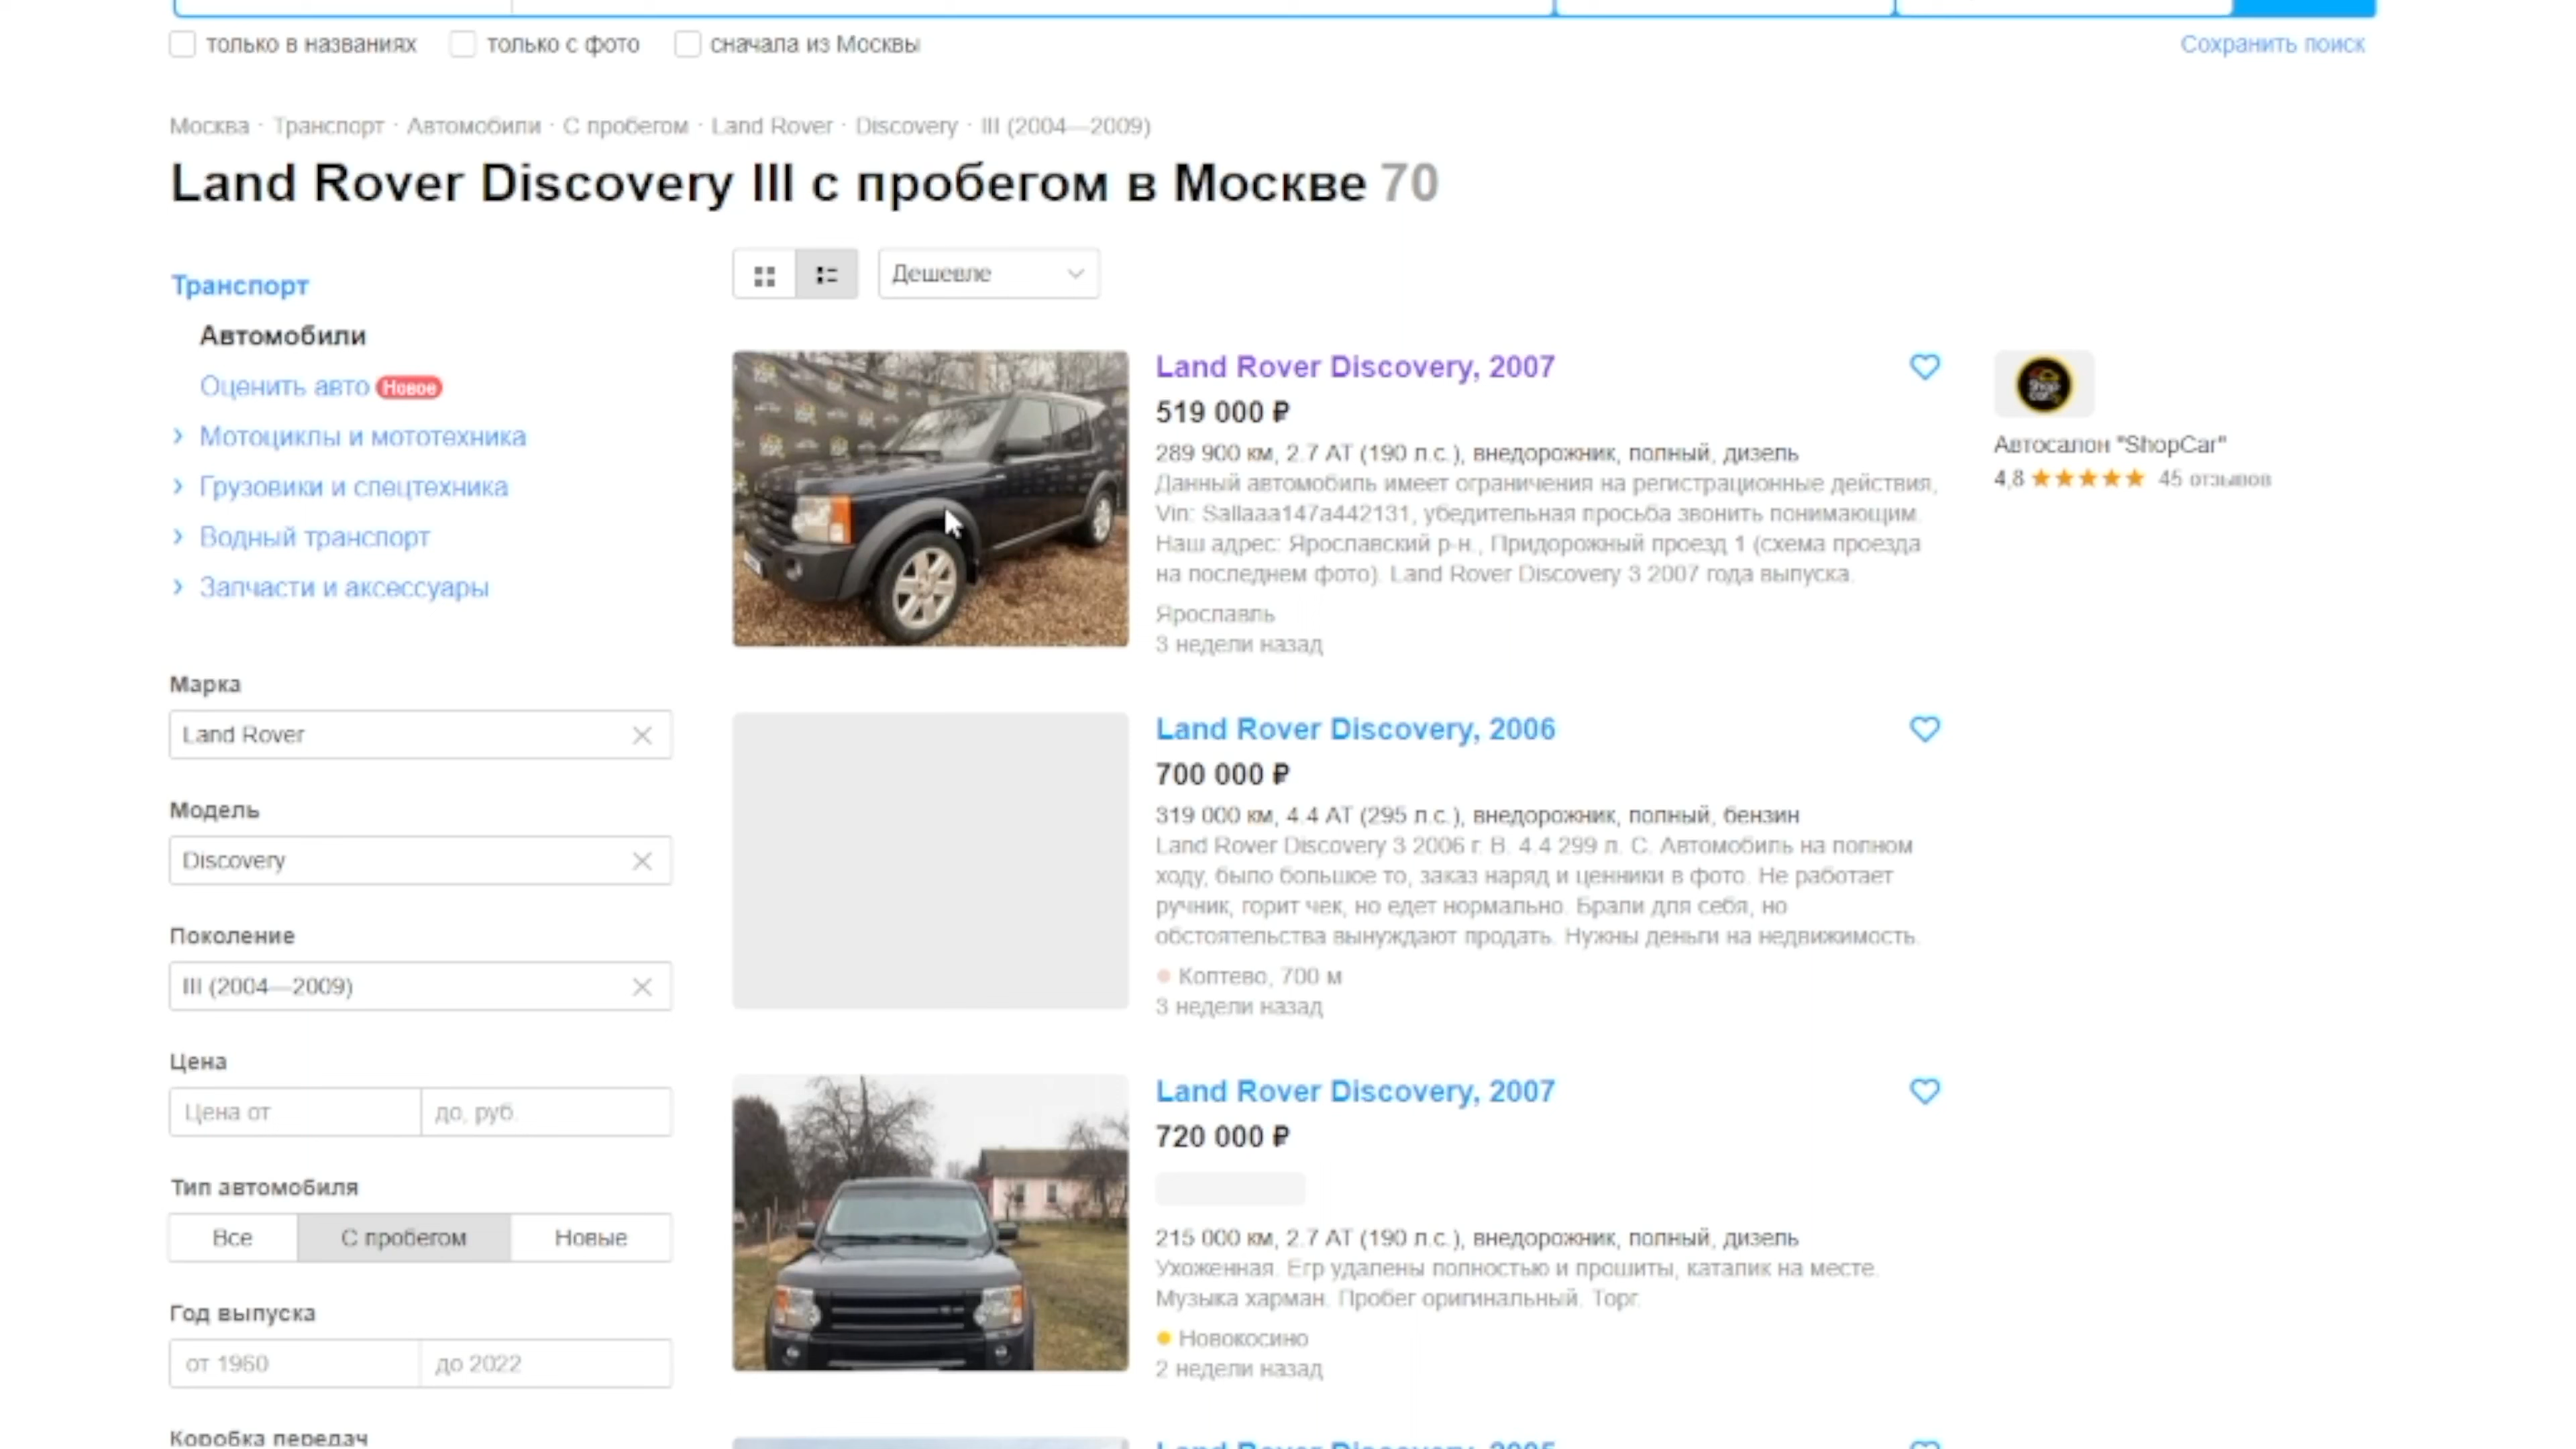 только в названиях
только с фото
сначала из Москвы
Сохранить поиск
Москва · Транспорт · Автомобили · С пробегом · Land Rover · Discovery · III (2004—2009)
Land Rover Discovery III с пробегом в Москве 70
Дешевле
Транспорт
Автомобили
Оценить авто Новое
Мотоциклы и мототехника
Грузовики и спецтехника
Водный транспорт
Запчасти и аксессуары
Марка
Land Rover
Модель
Discovery
Поколение
III (2004—2009)
Цена
Цена от
до, руб.
Тип автомобиля
Все
С пробегом
Новые
Год выпуска
от 1960
до 2022
Коробка передач
Land Rover Discovery, 2007
519 000 ₽
289 900 км, 2.7 AT (190 л.с.), внедорожник, полный, дизель
Данный автомобиль имеет ограничения на регистрационные действия,
Vin: Sallaaa147a442131, убедительная просьба звонить понимающим.
Наш адрес: Ярославский р-н., Придорожный проезд 1 (схема проезда
на последнем фото). Land Rover Discovery 3 2007 года выпуска.
Ярославль
3 недели назад
Shop car
Автосалон "ShopCar"
4,8
45 отзывов
Land Rover Discovery, 2006
700 000 ₽
319 000 км, 4.4 AT (295 л.с.), внедорожник, полный, бензин
Land Rover Discovery 3 2006 г. В. 4.4 299 л. С. Автомобиль на полном
ходу, было большое то, заказ наряд и ценники в фото. Не работает
ручник, горит чек, но едет нормально. Брали для себя, но
обстоятельства вынуждают продать. Нужны деньги на недвижимость.
Коптево, 700 м
3 недели назад
Land Rover Discovery, 2007
720 000 ₽
215 000 км, 2.7 AT (190 л.с.), внедорожник, полный, дизель
Ухоженная. Егр удалены полностью и прошиты, каталик на месте.
Музыка харман. Пробег оригинальный. Торг.
Новокосино
2 недели назад
Land Rover Discovery, 2005